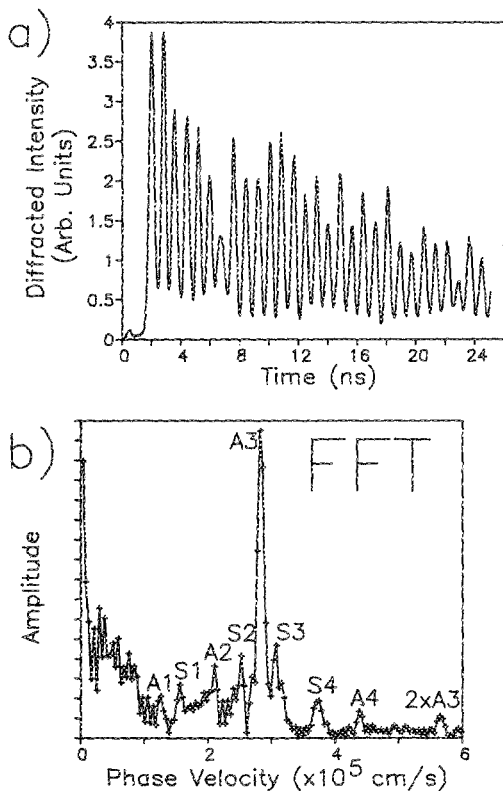 a)
Diffracted Intensity
(Arb. Units)
4
3.5
3
2.5
2
1.5
1
0.5
0
0 4 8 12 16 20 24
Time (ns)
b)
FFT
Amplitude
A1
S1
A2
S2
A3
S3
S4
A4
2xA3
0 2 4 6
Phase Velocity (x10⁵ cm/s)